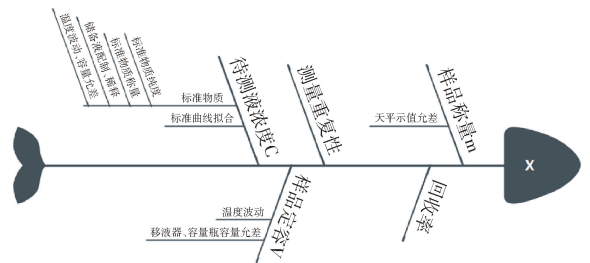 温度波动、容量允差
储备液配制、稀释
标准物质称量
标准物质纯度
标准物质
标准曲线拟合
待测液浓度C
测量重复性
样品称量m
天平示值允差
X
样品定容V
温度波动
移液器、容量瓶容量允差
回收率